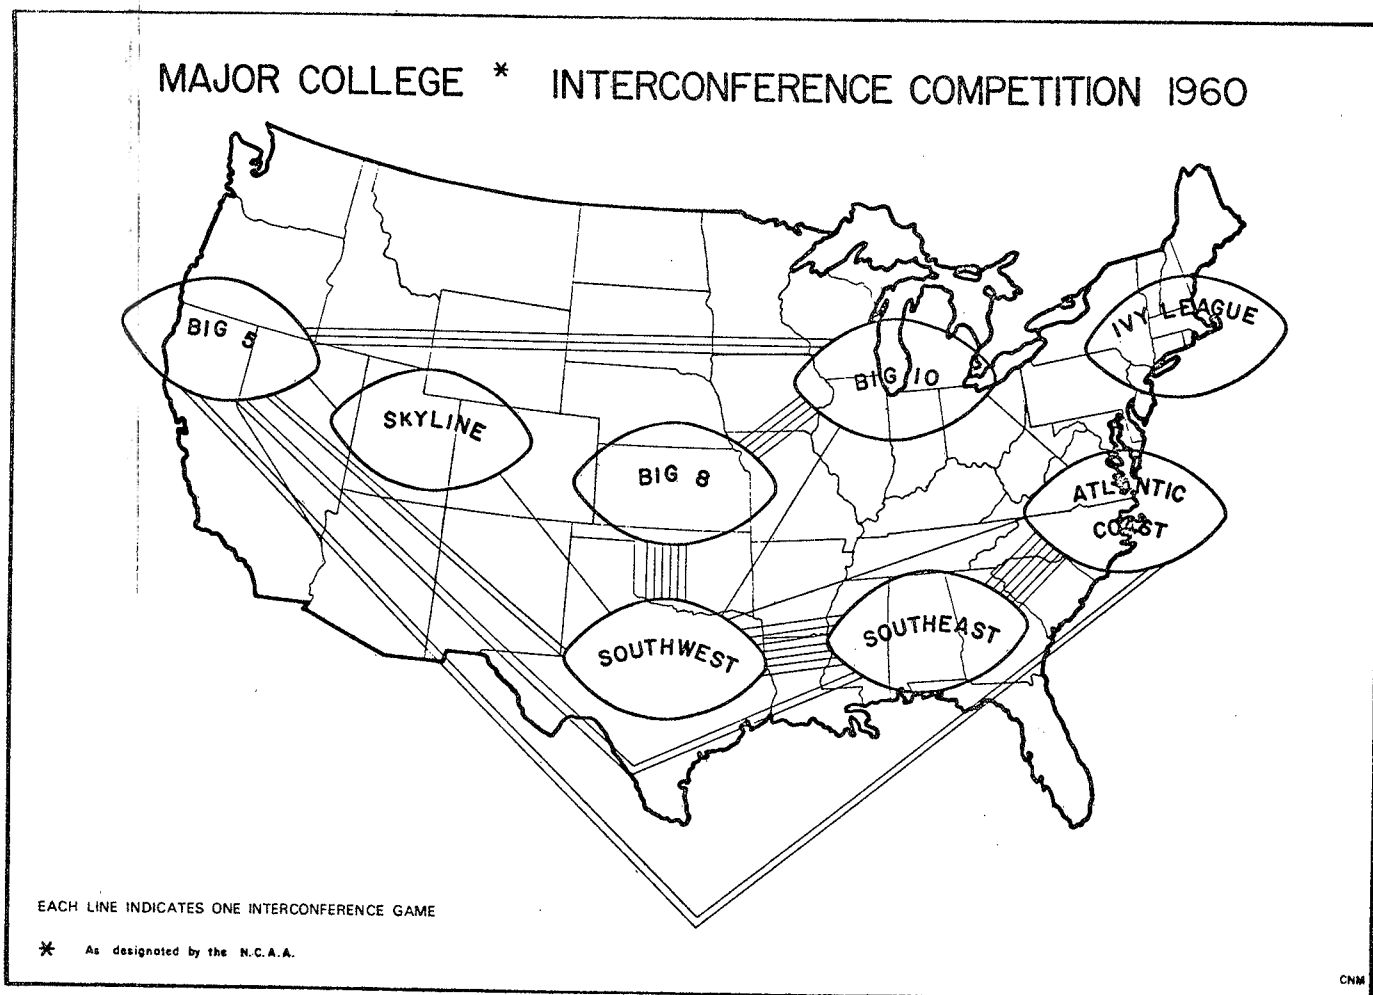 MAJOR COLLEGE * INTERCONFERENCE COMPETITION 1960
BIG 5
IVY LEAGUE
BIG 10
SKYLINE
BIG 8
ATLANTIC
COAST
SOUTHWEST
SOUTHEAST
EACH LINE INDICATES ONE INTERCONFERENCE GAME
* As designated by the N.C.A.A.
CNM